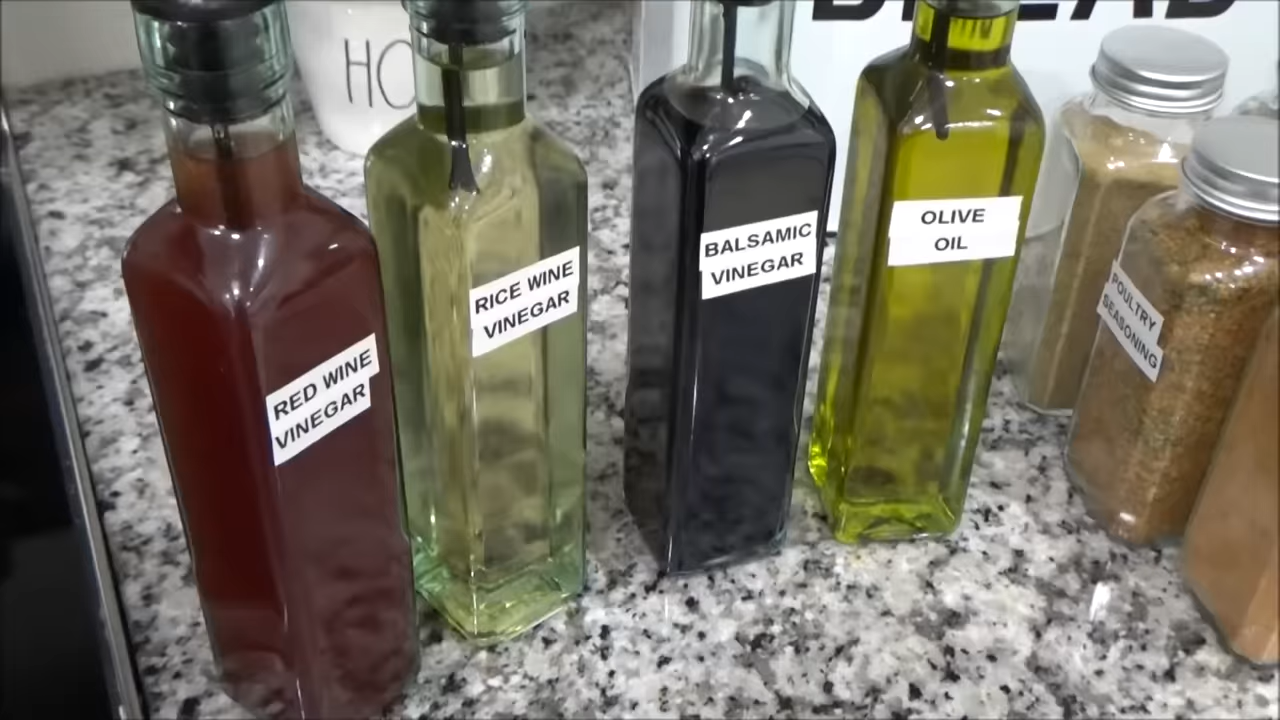 RED WINE
VINEGAR
RICE WINE
VINEGAR
BALSAMIC
VINEGAR
OLIVE
OIL
POULTRY
SEASONING